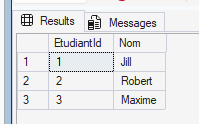 Results Messages
EtudiantId Nom
1 1 Jill
2 2 Robert
3 3 Maxime